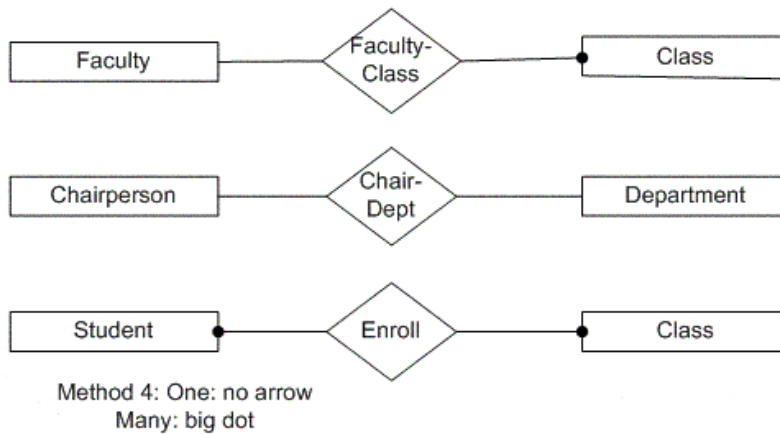 Faculty
Faculty-
Class
Class
Chairperson
Chair-
Dept
Department
Student
Enroll
Class
Method 4: One: no arrow
Many: big dot